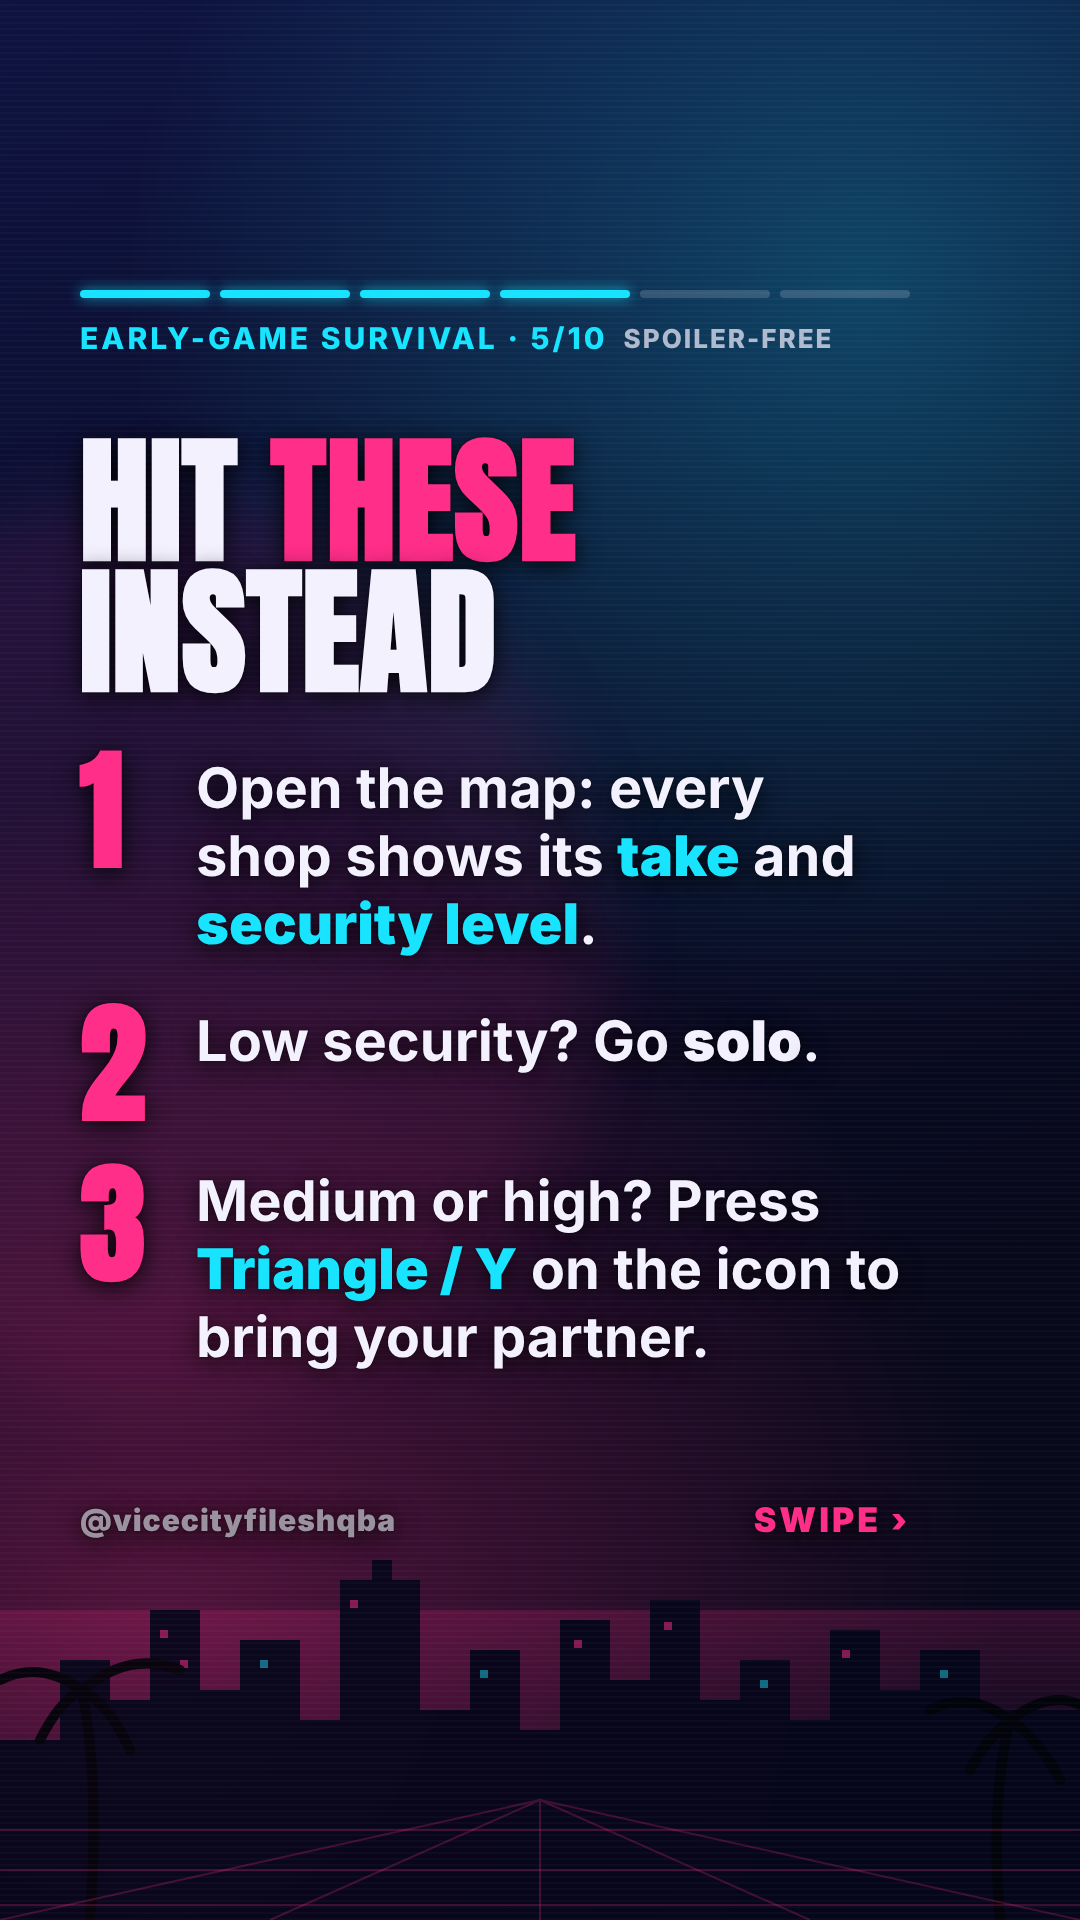 EARLY-GAME SURVIVAL · 5/10 SPOILER-FREE
HIT THESE
INSTEAD
1 Open the map: every
shop shows its take and
security level.
2 Low security? Go solo.
3 Medium or high? Press
Triangle / Y on the icon to
bring your partner.
@vicecityfileshqba SWIPE ›